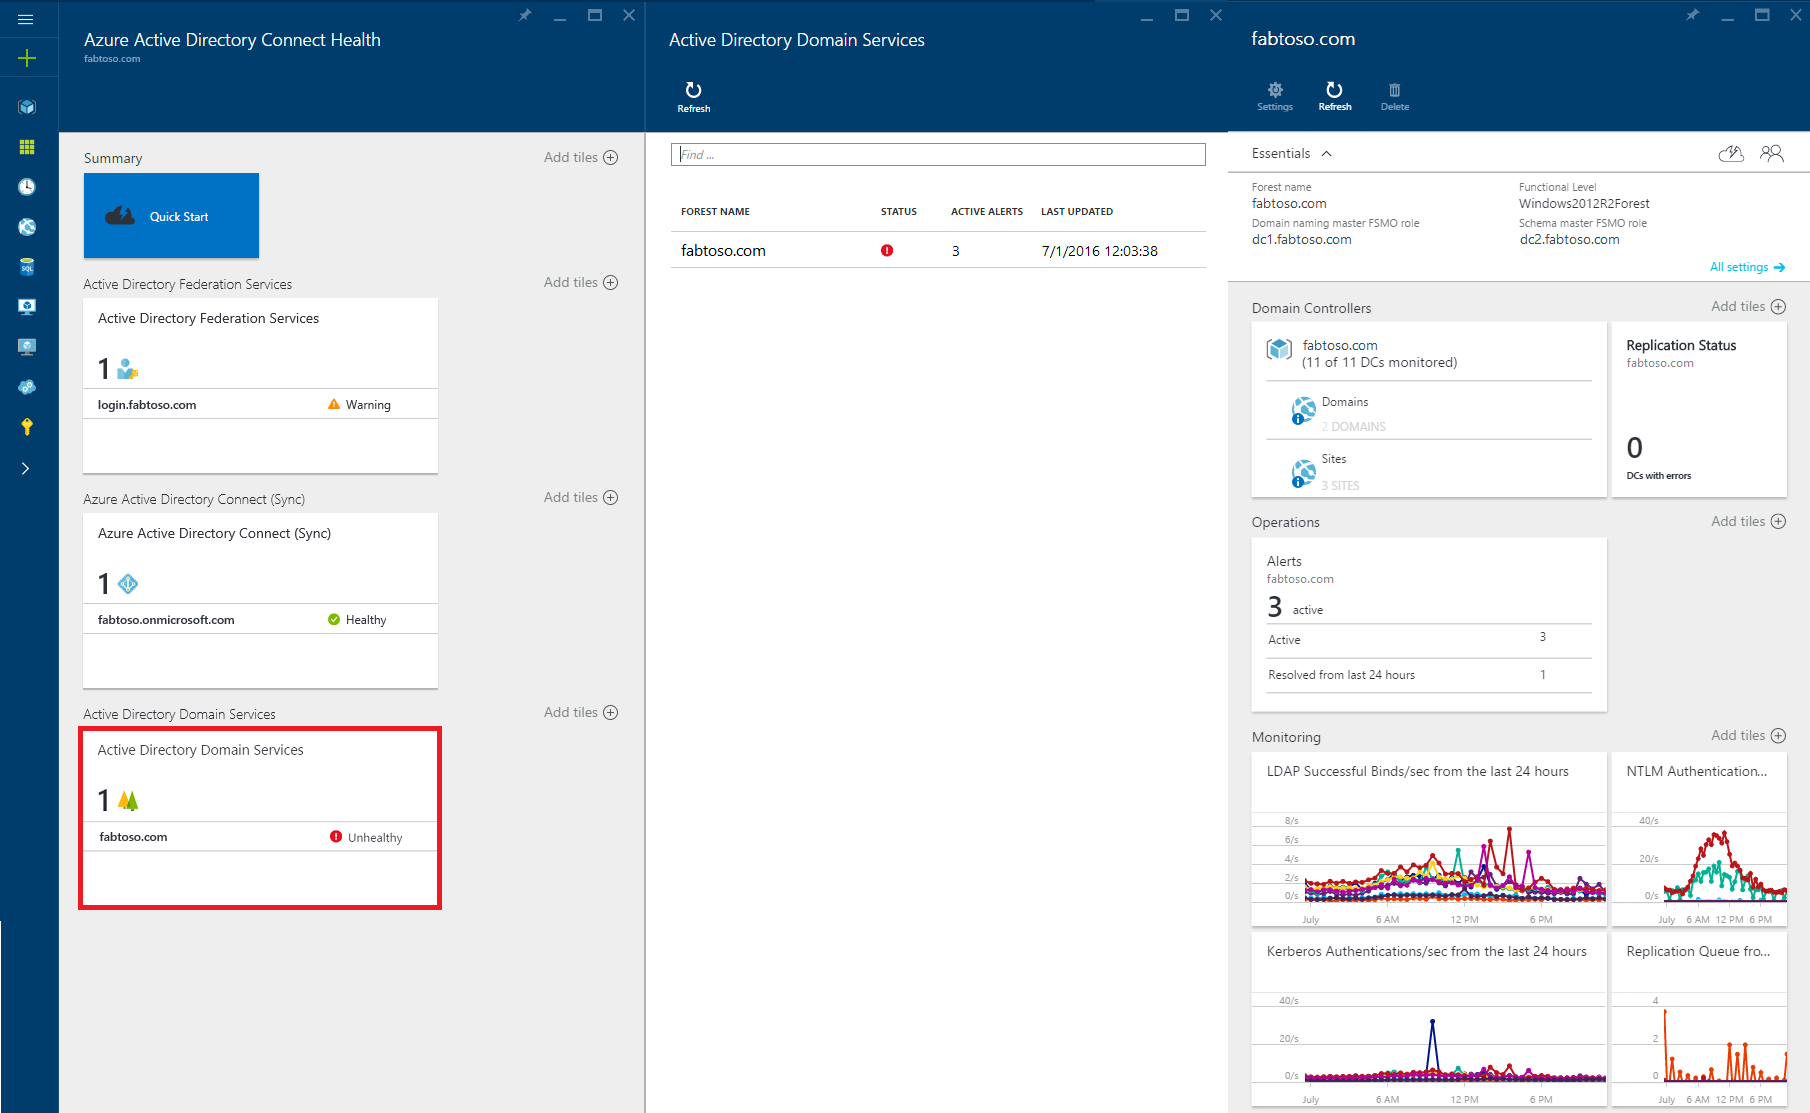 Azure Active Directory Connect Health
fabtoso.com
Summary
Add tiles
Quick Start
Active Directory Federation Services
Add tiles
Active Directory Federation Services
1
login.fabtoso.com Warning
Azure Active Directory Connect (Sync)
Add tiles
Azure Active Directory Connect (Sync)
1
fabtoso.onmicrosoft.com Healthy
Active Directory Domain Services
Add tiles
Active Directory Domain Services
1
fabtoso.com Unhealthy
SQL
Active Directory Domain Services
Refresh
Find ...
FOREST NAME STATUS ACTIVE ALERTS LAST UPDATED
fabtoso.com 3 7/1/2016 12:03:38
fabtoso.com
Settings Refresh Delete
Essentials
Forest name
fabtoso.com
Domain naming master FSMO role
dc1.fabtoso.com
Functional Level
Windows2012R2Forest
Schema master FSMO role
dc2.fabtoso.com
All settings
Domain Controllers
Add tiles
fabtoso.com
(11 of 11 DCs monitored)
Domains
2 DOMAINS
Sites
3 SITES
Replication Status
fabtoso.com
0
DCs with errors
Operations
Add tiles
Alerts
fabtoso.com
3 active
Active 3
Resolved from last 24 hours 1
Monitoring
Add tiles
LDAP Successful Binds/sec from the last 24 hours
8/s
6/s
4/s
2/s
0/s
July 6 AM 12 PM 6 PM
NTLM Authentication...
40/s
20/s
0/s
July 6 AM 12 PM 6 PM
Kerberos Authentications/sec from the last 24 hours
40/s
20/s
0/s
July 6 AM 12 PM 6 PM
Replication Queue fro...
4
2
0
July 6 AM 12 PM 6 PM